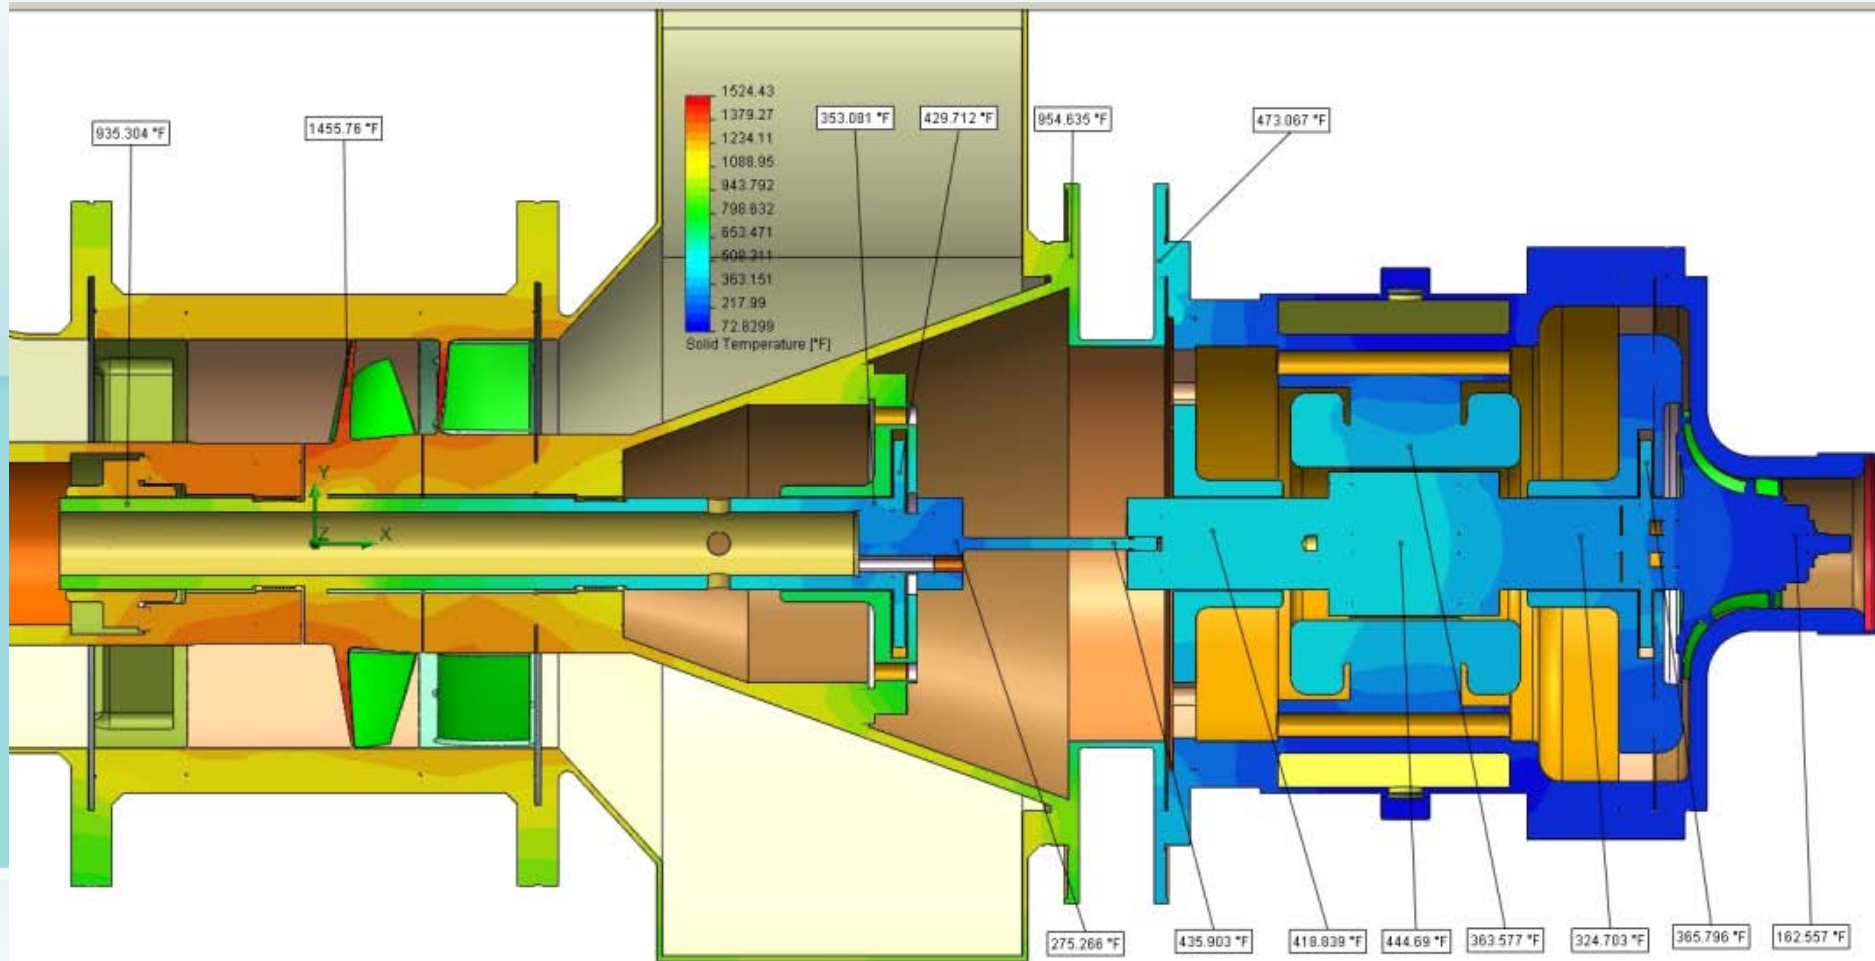 935.304 °F
1455.76 °F
353.081 °F
429.712 °F
954.635 °F
473.067 °F
1524.43
1379.27
1234.11
1088.95
943.792
798.632
653.471
508.311
363.151
217.99
72.8299
Solid Temperature [°F]
Y
Z
X
275.266 °F
435.903 °F
418.839 °F
444.69 °F
363.577 °F
324.703 °F
365.796 °F
162.557 °F